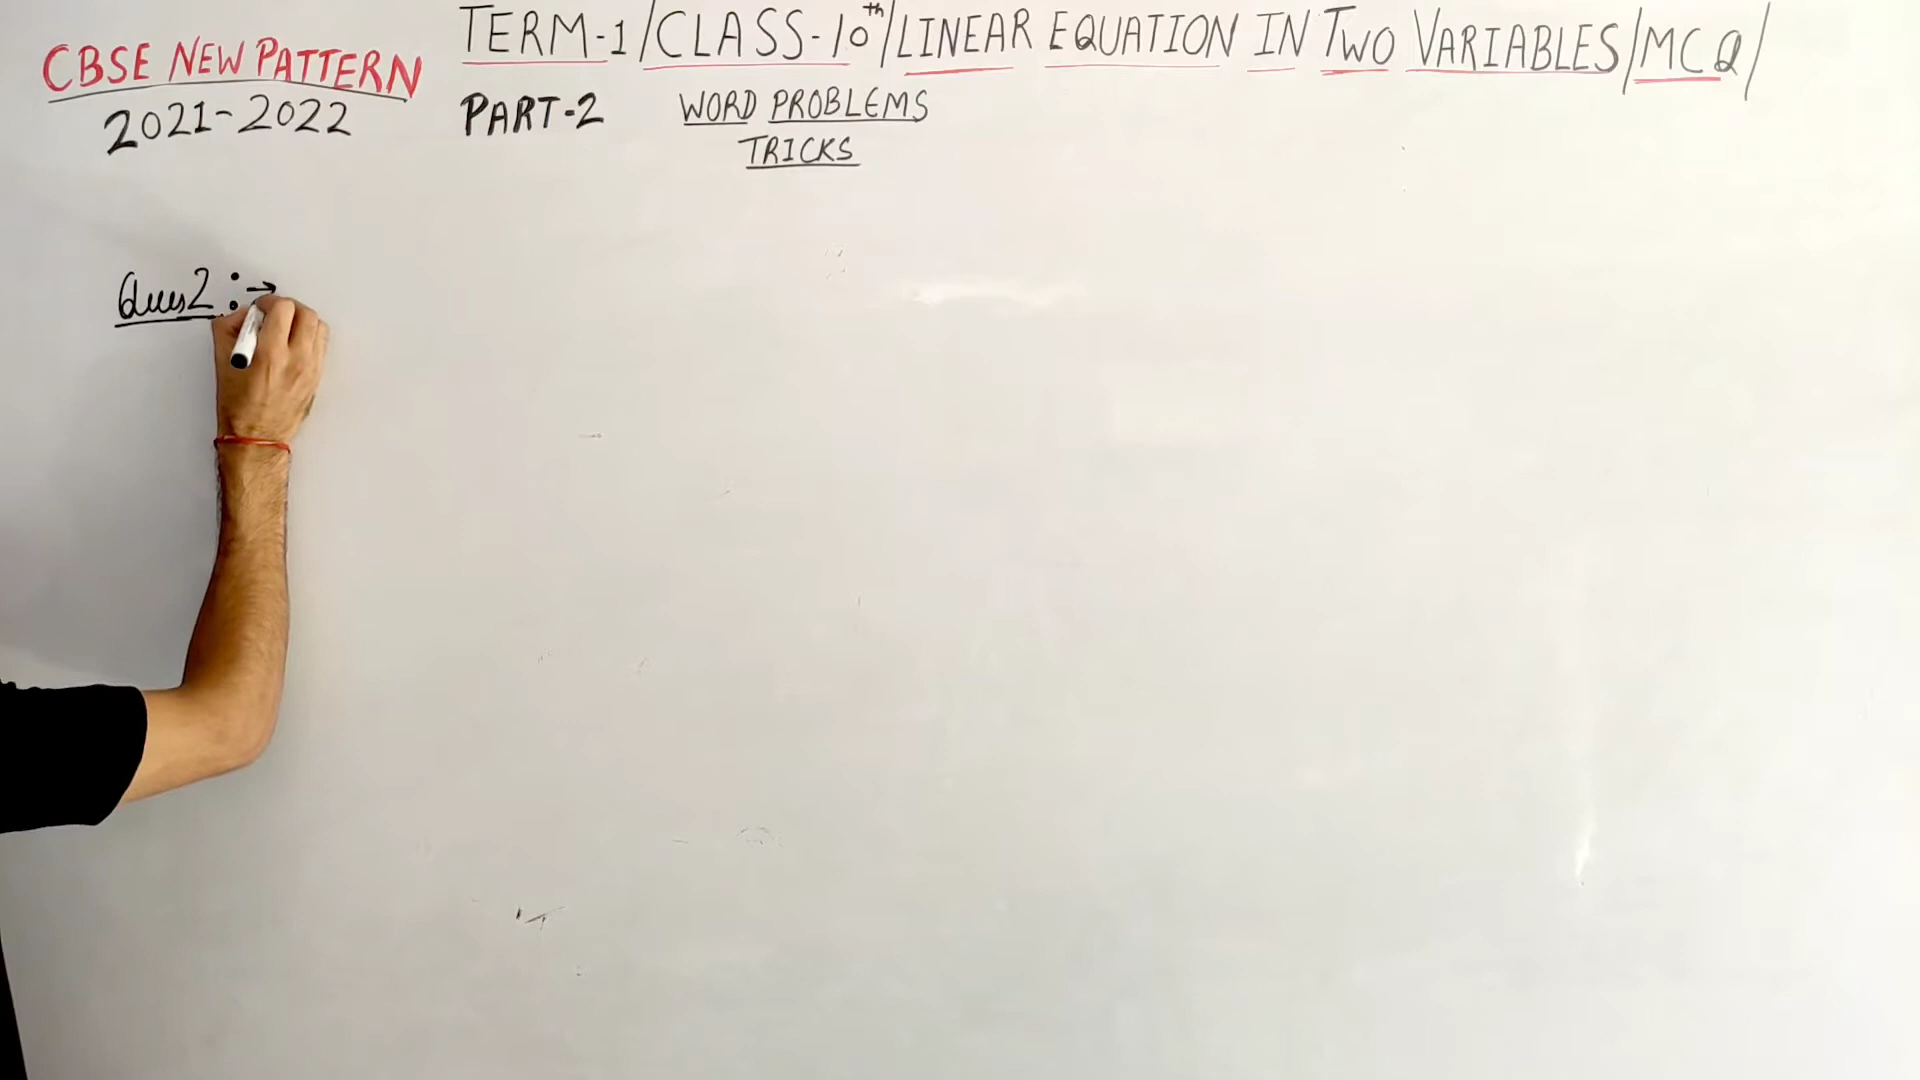 CBSE NEW PATTERN
2021-2022
TERM-1/CLASS-10th/LINEAR EQUATION IN TWO VARIABLES/MCQ/
PART-2
WORD PROBLEMS
TRICKS
Ques2 :→